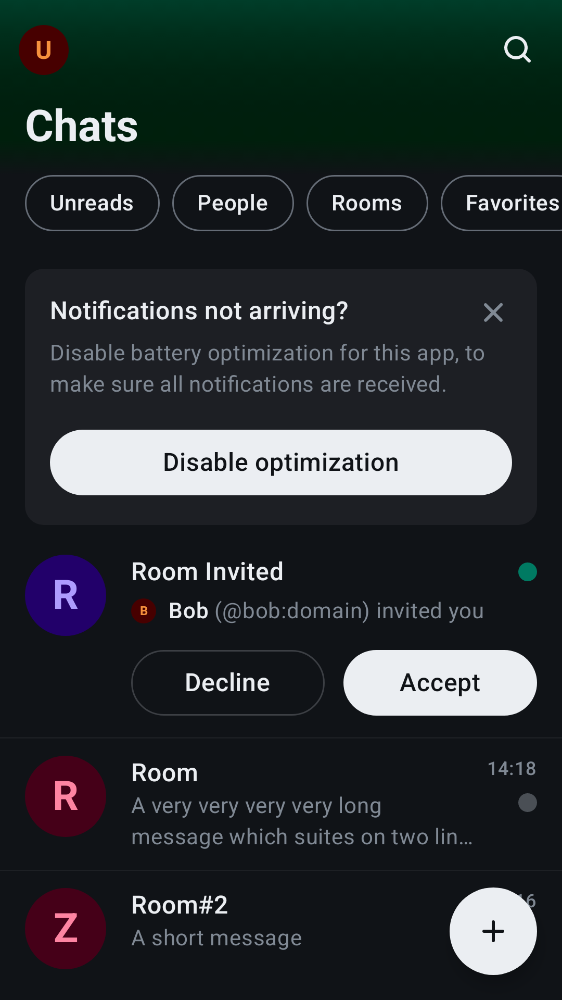 U
Chats
Unreads
People
Rooms
Favorites
Notifications not arriving?
Disable battery optimization for this app, to
make sure all notifications are received.
Disable optimization
R
Room Invited
B
Bob (@bob:domain) invited you
Decline
Accept
R
Room
14:18
A very very very very long
message which suites on two lin…
Z
Room#2
A short message